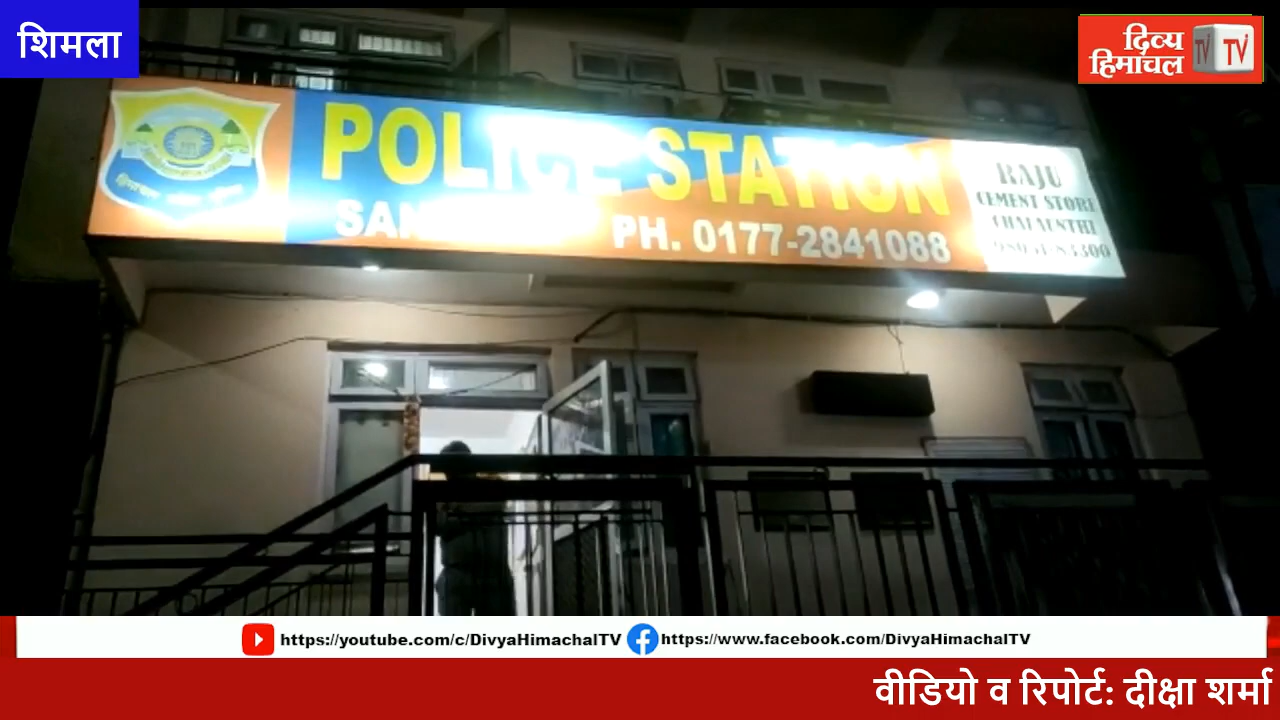 शिमला
दिव्य
हिमाचल
TV TV
POLICE STATION
PH. 0177-2841088
RAJU
CEMENT STORE
https://youtube.com/c/DivyaHimachalTV https://www.facebook.com/DivyaHimachalTV
वीडियो व रिपोर्ट: दीक्षा शर्मा